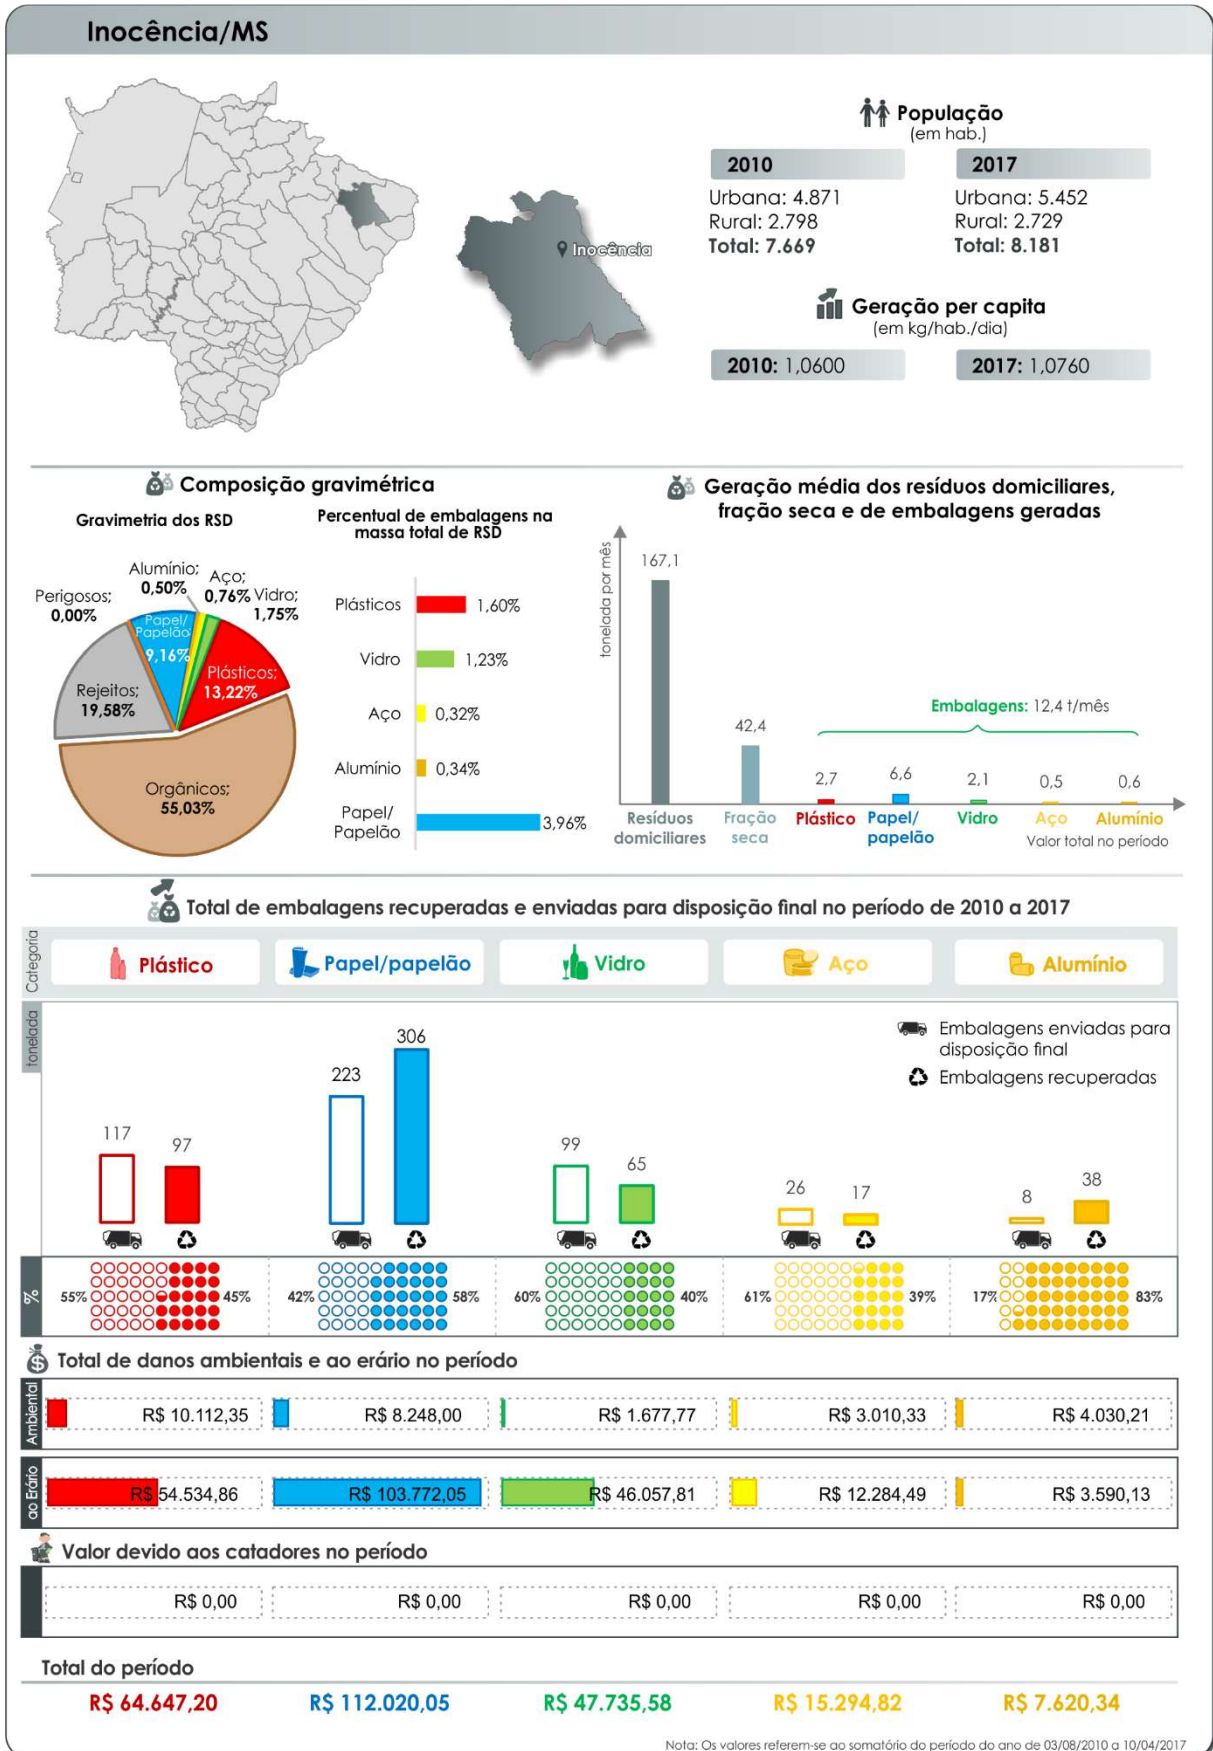 Inocência/MS
População
(em hab.)
2010
2017
Urbana: 4.871
Rural: 2.798
Total: 7.669
Urbana: 5.452
Rural: 2.729
Total: 8.181
Inocência
Geração per capita
(em kg/hab./dia)
2010: 1,0600
2017: 1,0760
Composição gravimétrica
Gravimetria dos RSD
Perigosos;
0,00%
Alumínio;
0,50%
Aço;
0,76%
Vidro;
1,75%
Papel/
Papelão;
9,16%
Plásticos;
13,22%
Rejeitos;
19,58%
Orgânicos;
55,03%
Percentual de embalagens na
massa total de RSD
Plásticos 1,60%
Vidro 1,23%
Aço 0,32%
Alumínio 0,34%
Papel/
Papelão 3,96%
Geração média dos resíduos domiciliares,
fração seca e de embalagens geradas
tonelada por mês
167,1
42,4
Embalagens: 12,4 t/mês
2,7
6,6
2,1
0,5
0,6
Resíduos
domiciliares
Fração
seca
Plástico
Papel/
papelão
Vidro
Aço
Alumínio
Valor total no período
Total de embalagens recuperadas e enviadas para disposição final no período de 2010 a 2017
Categoria
Plástico
Papel/papelão
Vidro
Aço
Alumínio
tonelada
Embalagens enviadas para
disposição final
Embalagens recuperadas
117
97
223
306
99
65
26
17
8
38
%
55% 45%
42% 58%
60% 40%
61% 39%
17% 83%
Total de danos ambientais e ao erário no período
Ambiental
R$ 10.112,35
R$ 8.248,00
R$ 1.677,77
R$ 3.010,33
R$ 4.030,21
ao Erário
R$ 54.534,86
R$ 103.772,05
R$ 46.057,81
R$ 12.284,49
R$ 3.590,13
Valor devido aos catadores no período
R$ 0,00
R$ 0,00
R$ 0,00
R$ 0,00
R$ 0,00
Total do período
R$ 64.647,20
R$ 112.020,05
R$ 47.735,58
R$ 15.294,82
R$ 7.620,34
Nota: Os valores referem-se ao somatório do período do ano de 03/08/2010 a 10/04/2017